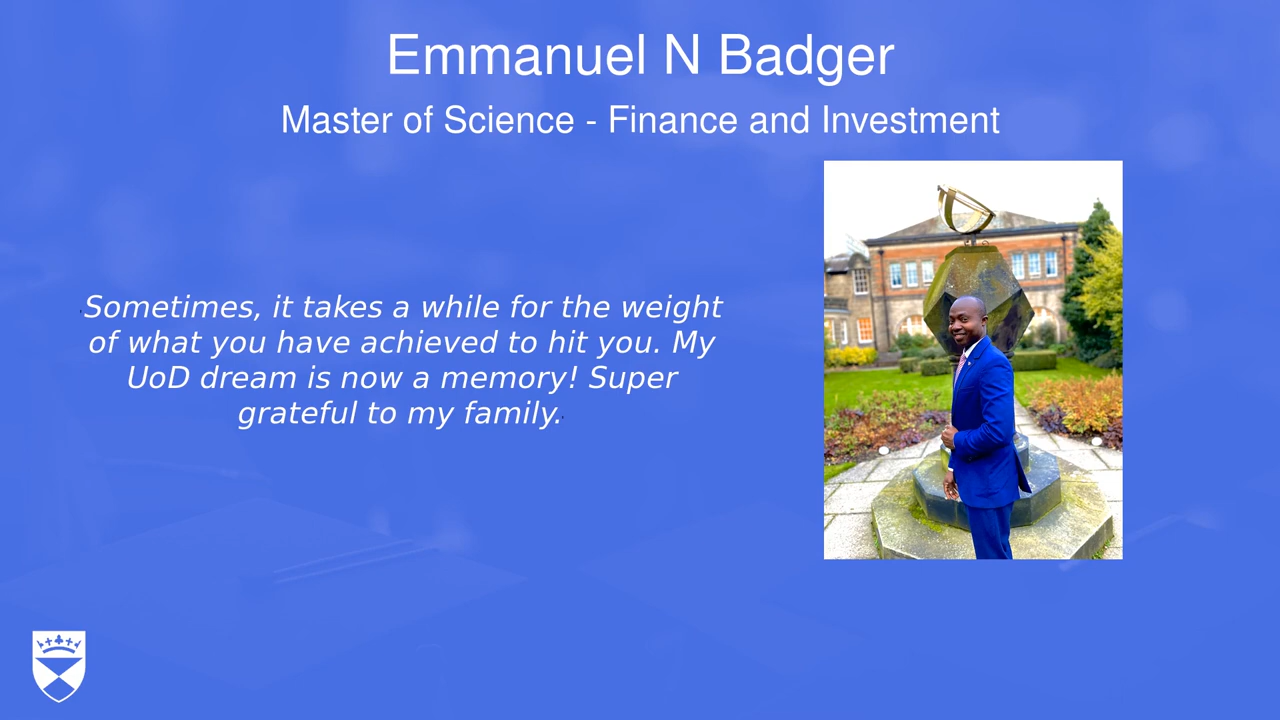 Emmanuel N Badger
Master of Science - Finance and Investment
Sometimes, it takes a while for the weight
of what you have achieved to hit you. My
UoD dream is now a memory! Super
grateful to my family.